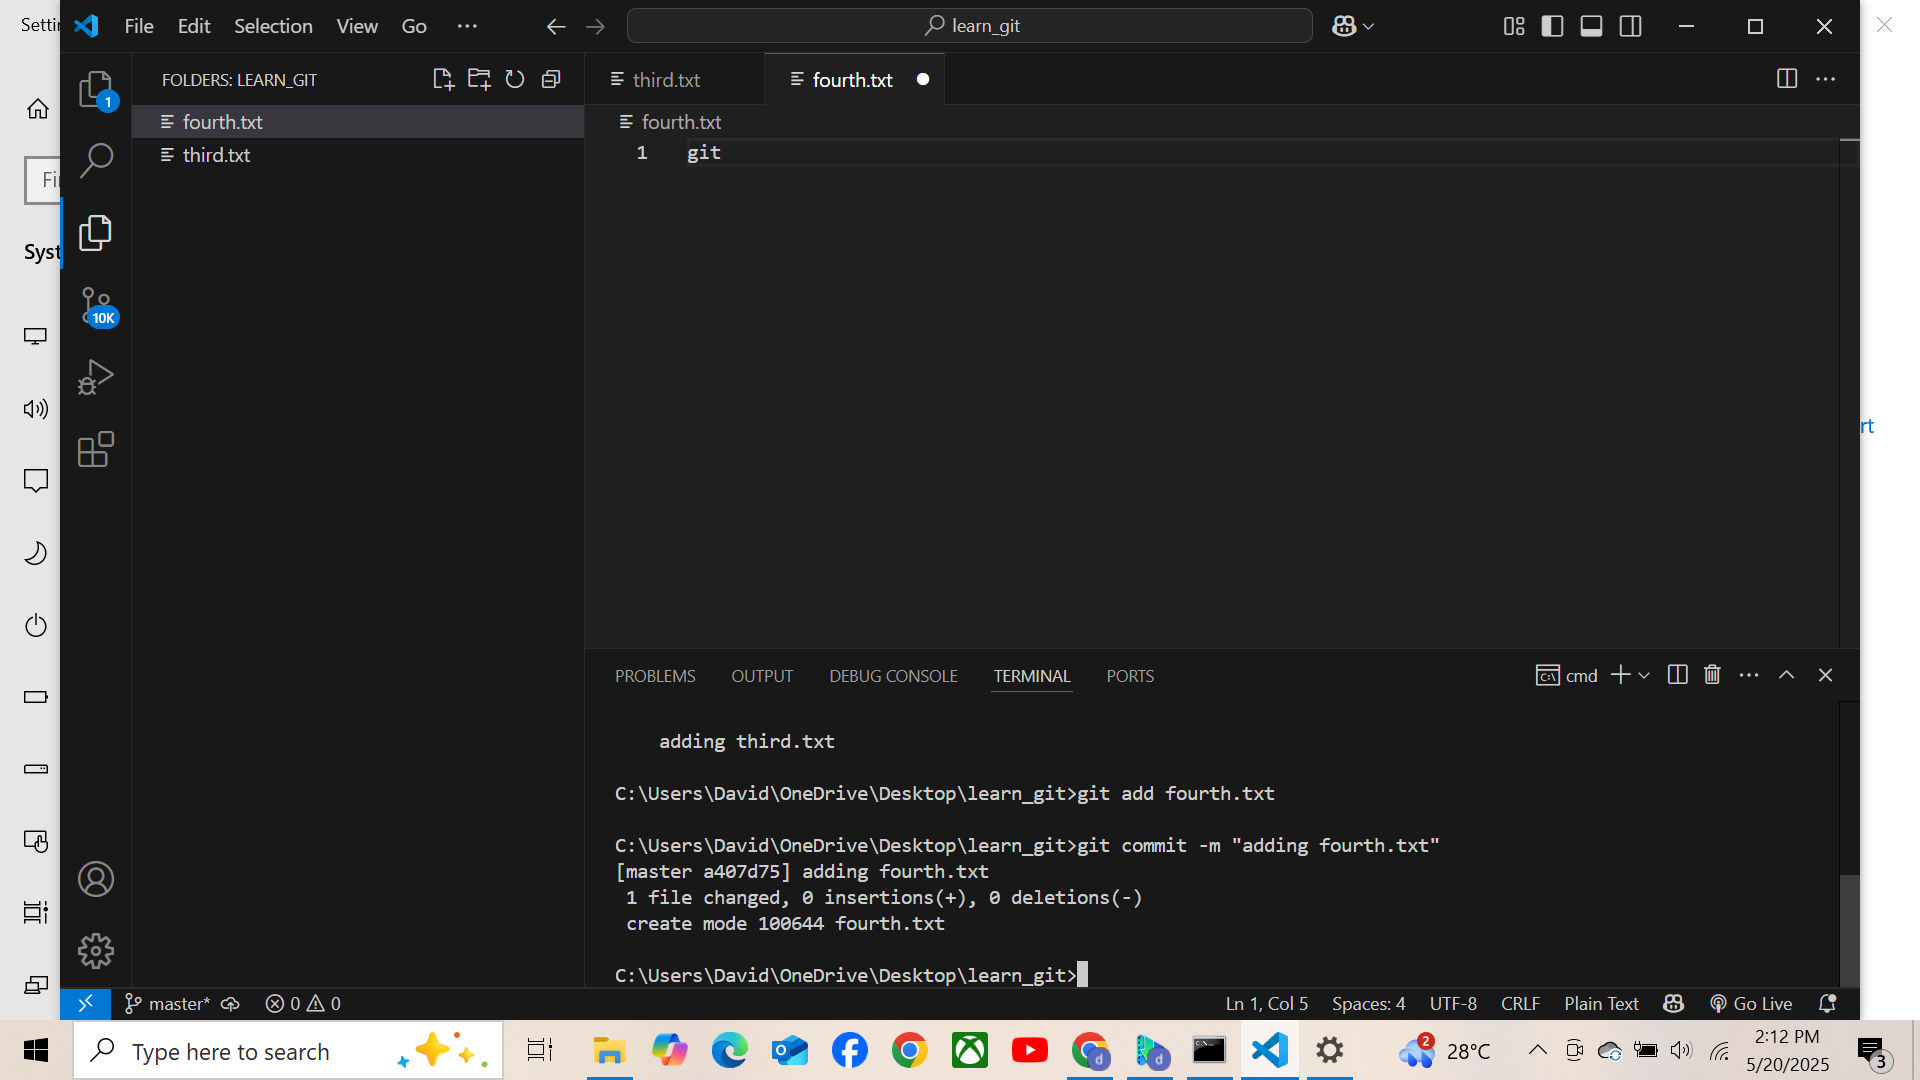 Setti
File Edit Selection View Go
learn_git
FOLDERS: LEARN_GIT
third.txt
fourth.txt
1
fourth.txt
third.txt
fourth.txt
1 git
Fi
Syst
10K
rt
PROBLEMS OUTPUT DEBUG CONSOLE TERMINAL PORTS
cmd
adding third.txt
C:\Users\David\OneDrive\Desktop\learn_git>git add fourth.txt
C:\Users\David\OneDrive\Desktop\learn_git>git commit -m "adding fourth.txt"
[master a407d75] adding fourth.txt
1 file changed, 0 insertions(+), 0 deletions(-)
create mode 100644 fourth.txt
C:\Users\David\OneDrive\Desktop\learn_git>
master* 0 0
Ln 1, Col 5 Spaces: 4 UTF-8 CRLF Plain Text Go Live
Type here to search
d
d
2
28°C
2:12 PM
5/20/2025
3